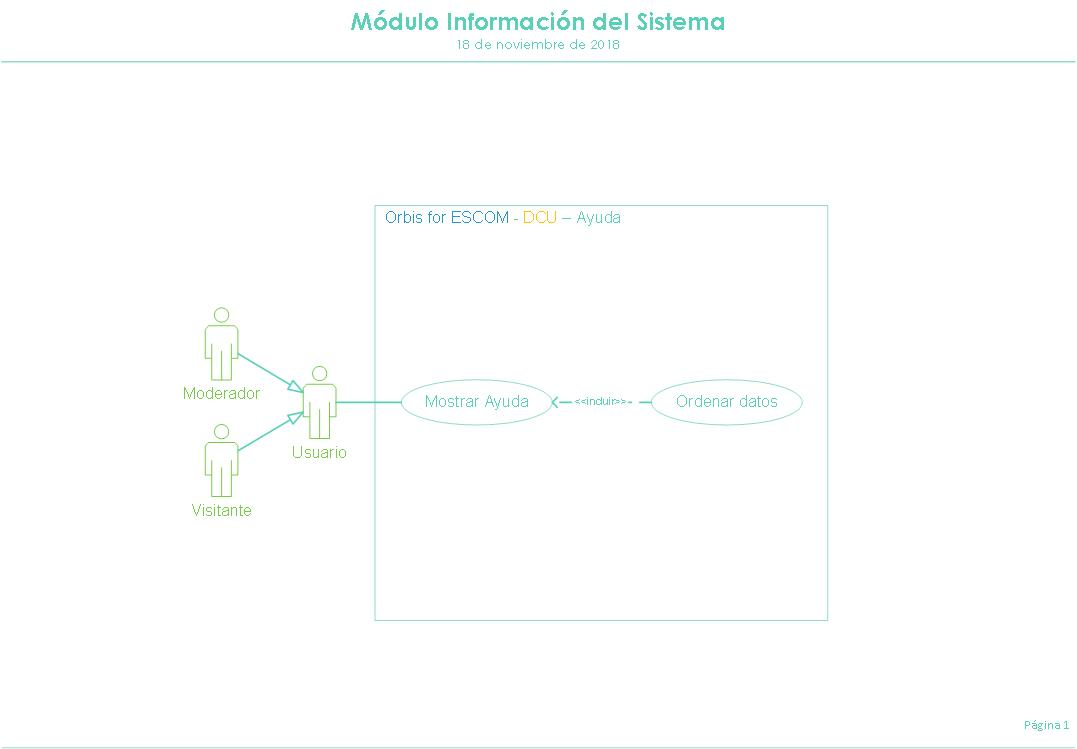 Módulo Información del Sistema
18 de noviembre de 2018
Orbis for ESCOM - DCU – Ayuda
Moderador
Usuario
Visitante
Mostrar Ayuda
<<incluir>>
Ordenar datos
Página 1